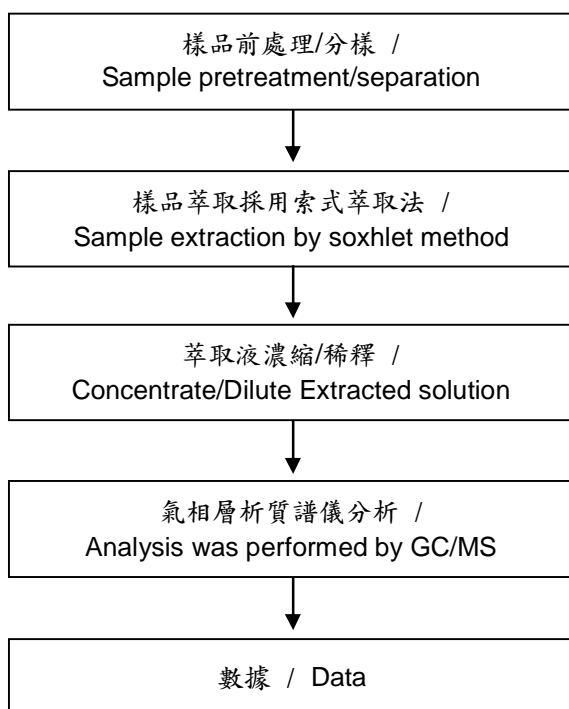 樣品前處理/分樣 /
Sample pretreatment/separation
樣品萃取採用索式萃取法 /
Sample extraction by soxhlet method
萃取液濃縮/稀釋 /
Concentrate/Dilute Extracted solution
氣相層析質譜儀分析 /
Analysis was performed by GC/MS
數據 / Data